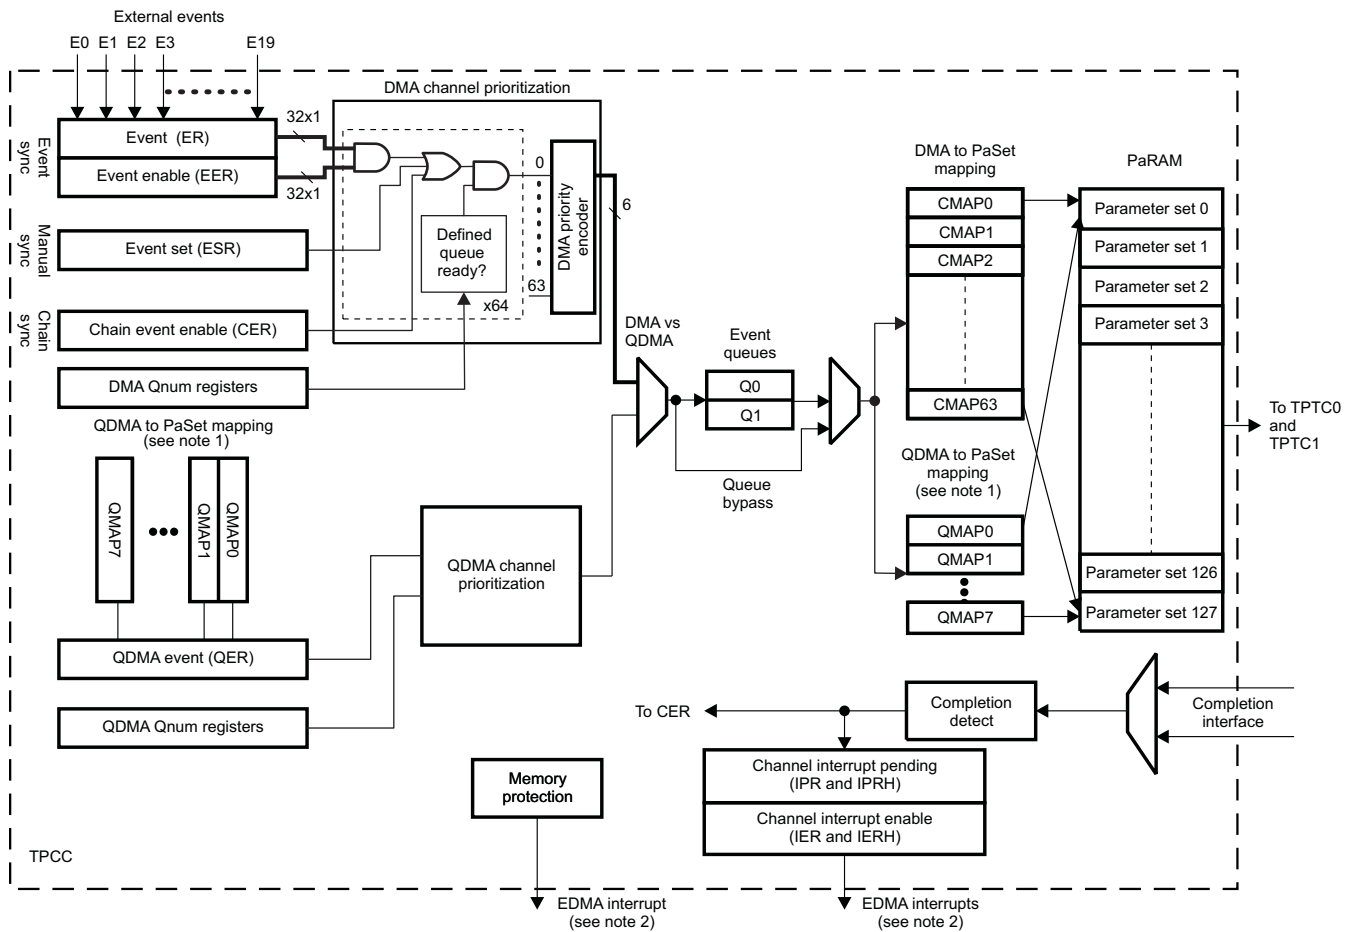 External events
E0 E1 E2 E3 E19
DMA channel prioritization
Event sync
Event (ER)
Event enable (EER)
32x1
32x1
0
63
6
DMA priority encoder
Defined
queue
ready?
x64
Manual sync
Event set (ESR)
Chain sync
Chain event enable (CER)
DMA Qnum registers
QDMA to PaSet mapping
(see note 1)
QMAP7
QMAP1
QMAP0
QDMA event (QER)
QDMA Qnum registers
QDMA channel
prioritization
DMA vs
QDMA
Event
queues
Q0
Q1
Queue
bypass
DMA to PaSet
mapping
CMAP0
CMAP1
CMAP2
CMAP63
QDMA to PaSet
mapping
(see note 1)
QMAP0
QMAP1
QMAP7
PaRAM
Parameter set 0
Parameter set 1
Parameter set 2
Parameter set 3
Parameter set 126
Parameter set 127
To TPTC0
and
TPTC1
Completion
interface
Completion
detect
To CER
Channel interrupt pending
(IPR and IPRH)
Channel interrupt enable
(IER and IERH)
Memory
protection
TPCC
EDMA interrupt
(see note 2)
EDMA interrupts
(see note 2)